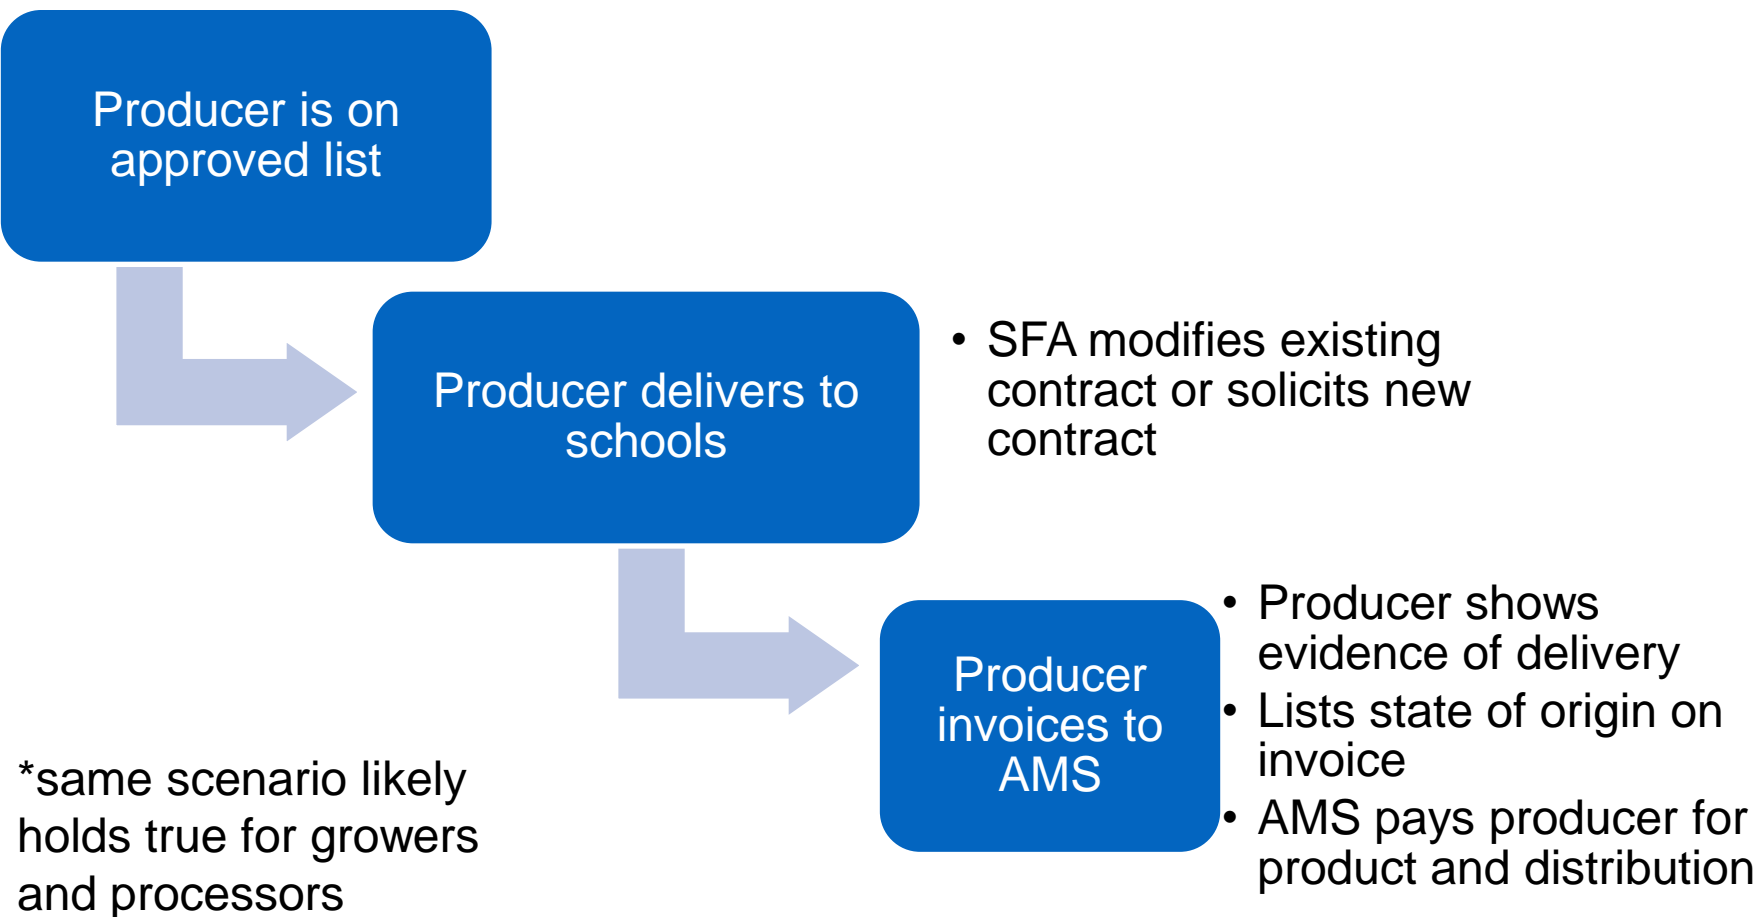 Producer is on
approved list
Producer delivers to
schools
• SFA modifies existing
contract or solicits new
contract
Producer
invoices to
AMS
• Producer shows
evidence of delivery
• Lists state of origin on
invoice
• AMS pays producer for
product and distribution
*same scenario likely
holds true for growers
and processors